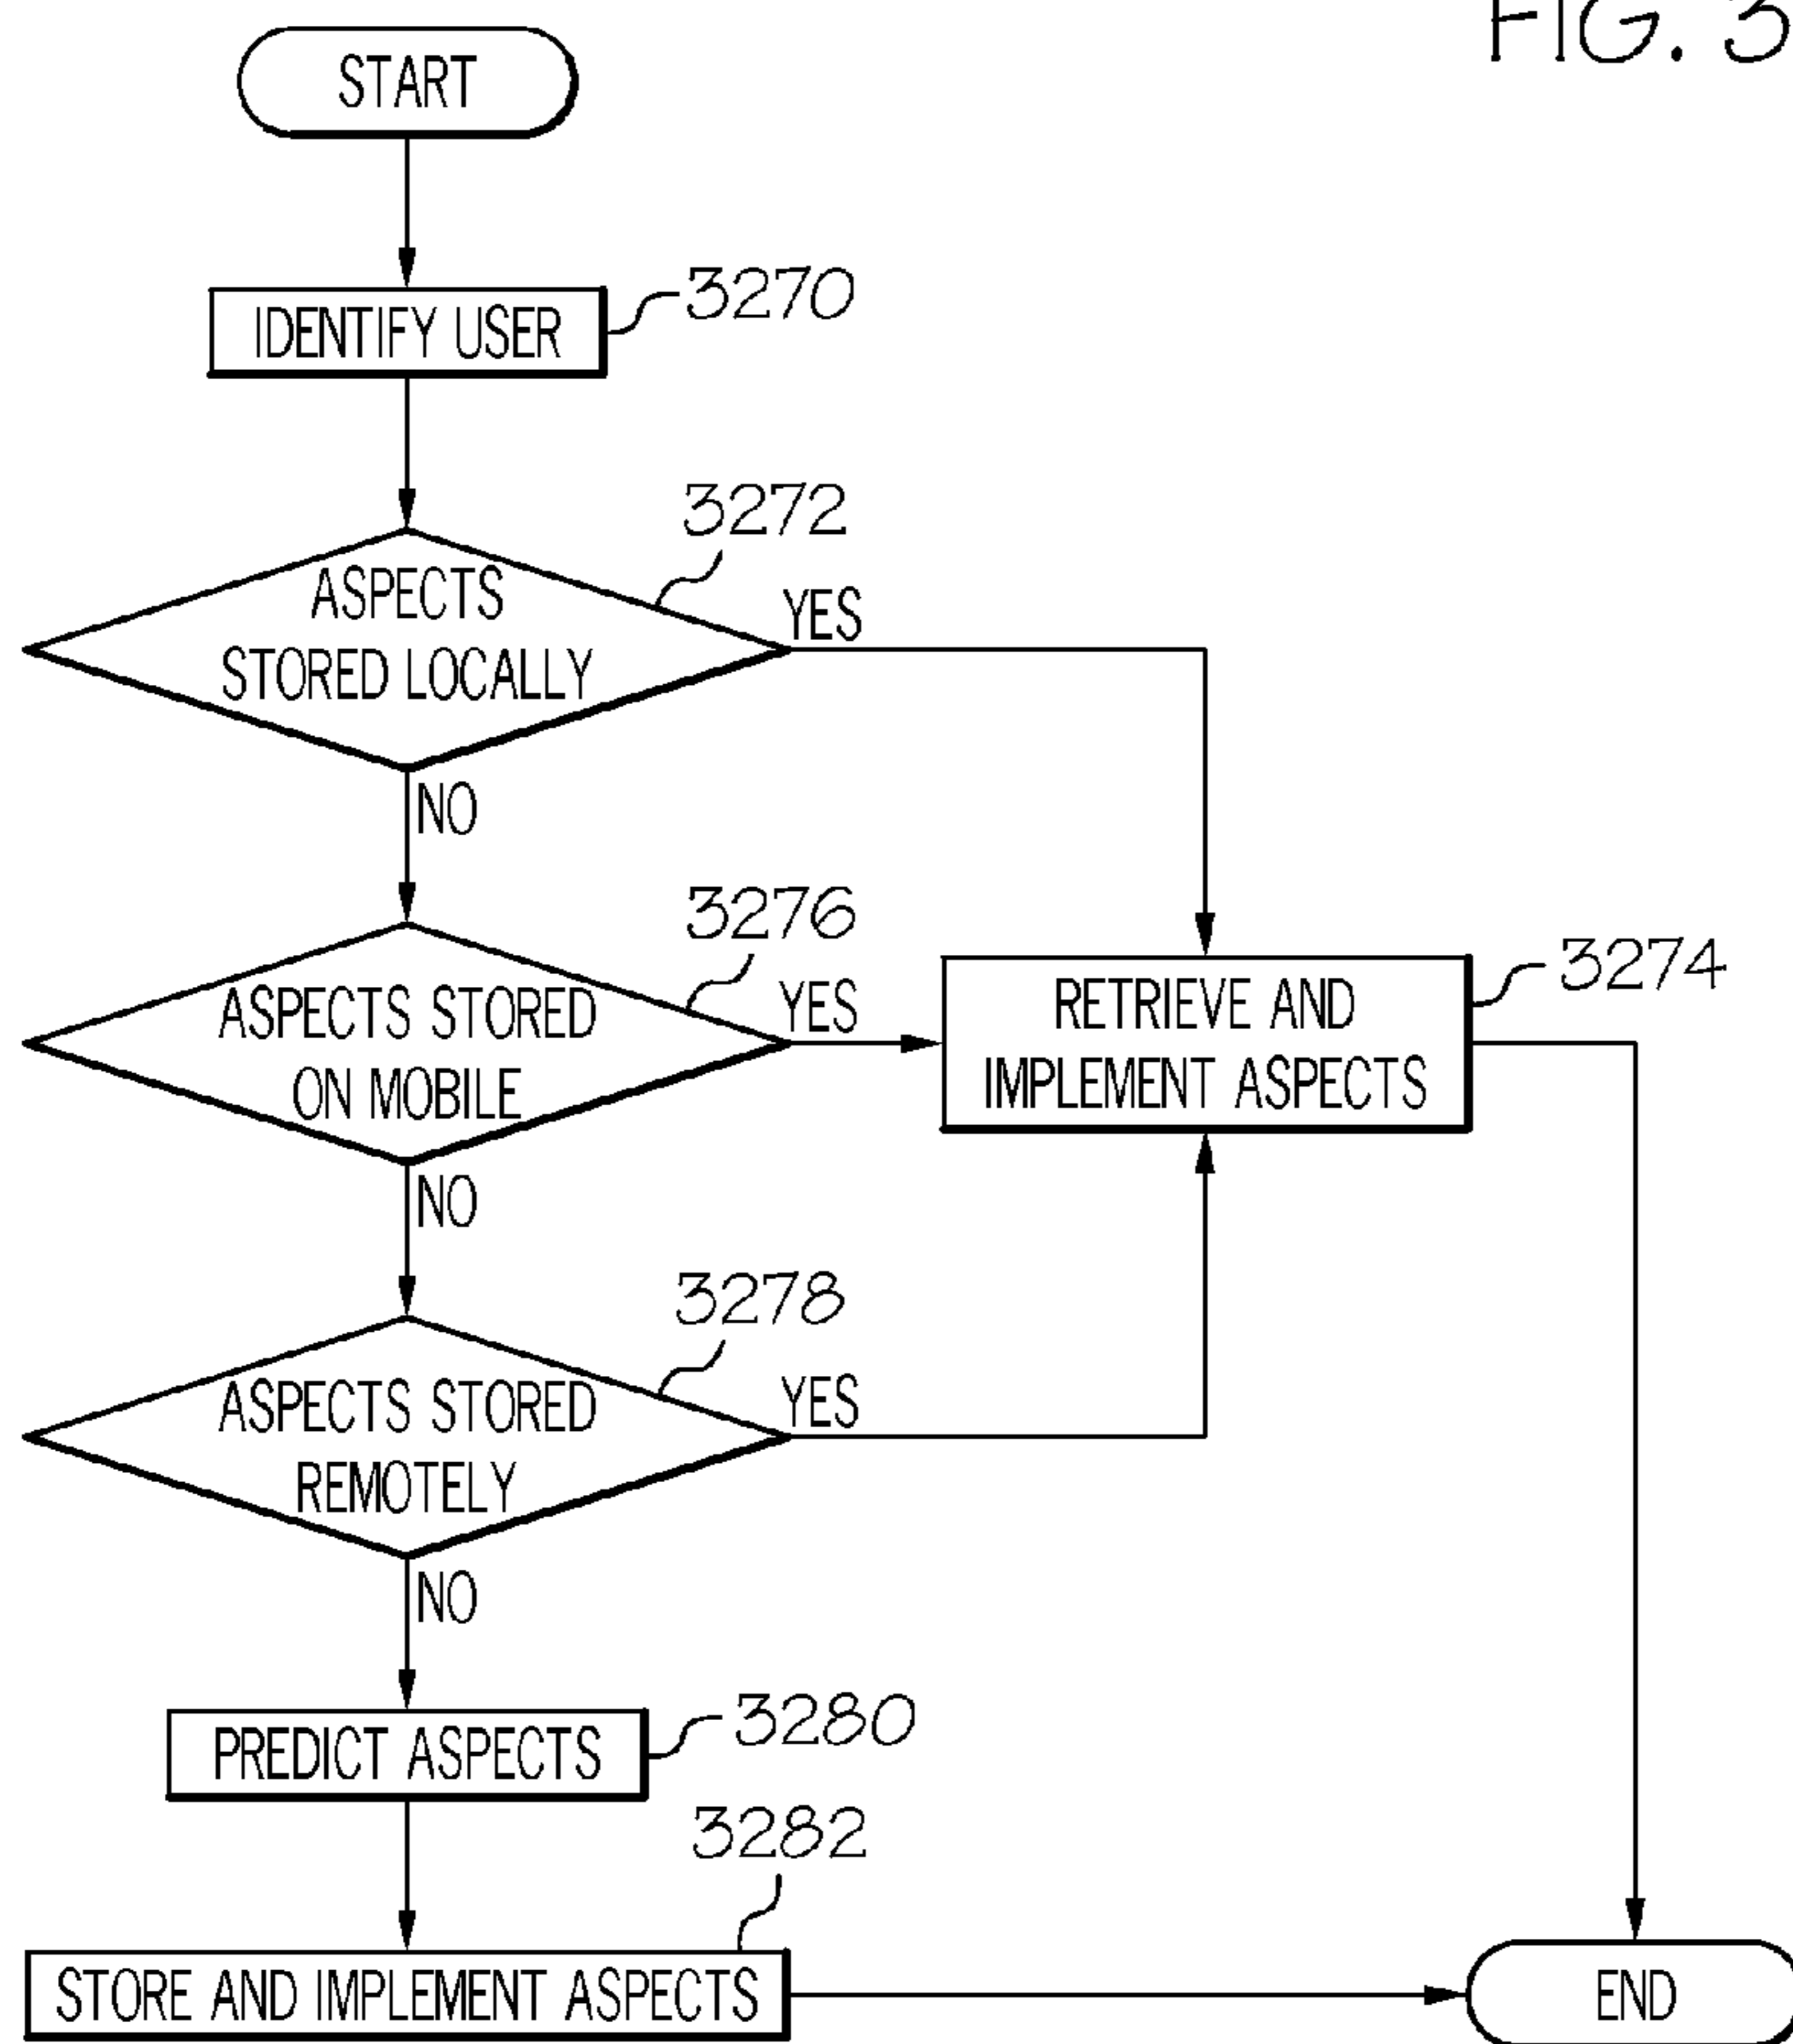 FIG. 3
START
IDENTIFY USER
3270
3272
ASPECTS
STORED LOCALLY
YES
NO
3276
ASPECTS STORED
ON MOBILE
YES
RETRIEVE AND
IMPLEMENT ASPECTS
3274
NO
3278
ASPECTS STORED
REMOTELY
YES
NO
PREDICT ASPECTS
3280
3282
STORE AND IMPLEMENT ASPECTS
END